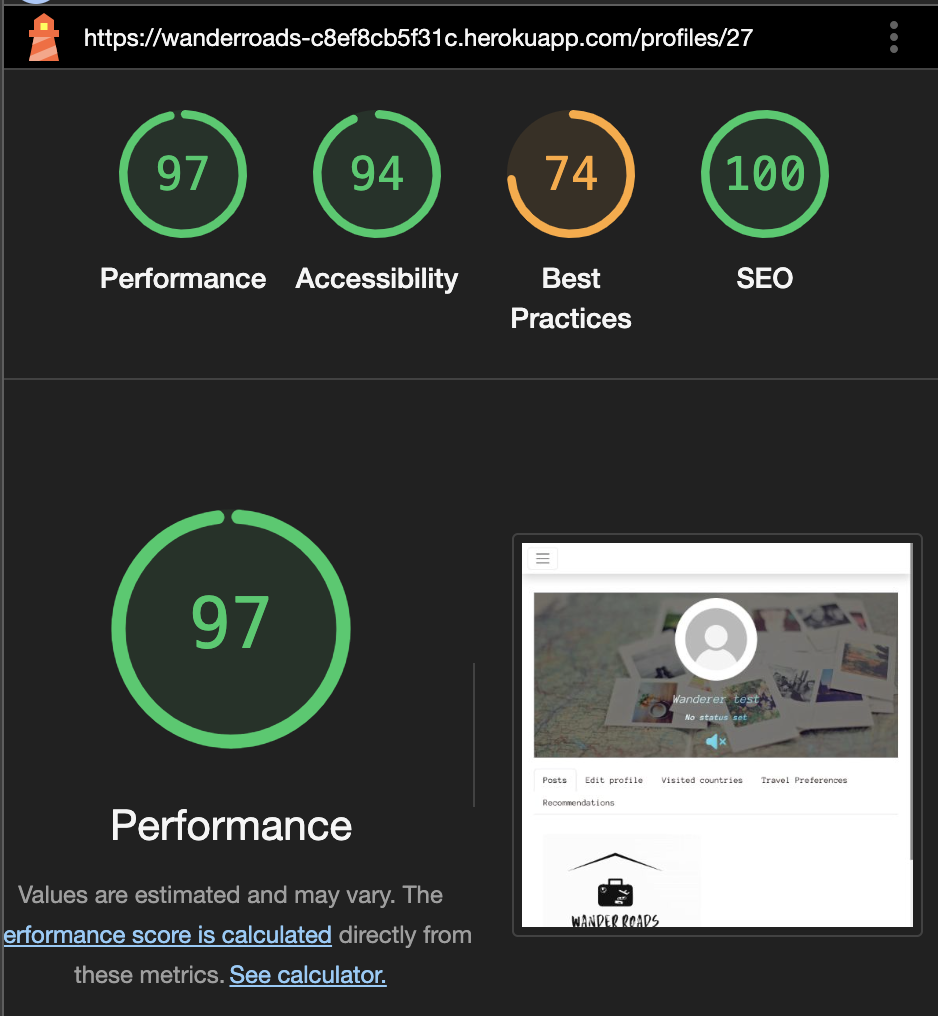 https://wanderroads-c8ef8cb5f31c.herokuapp.com/profiles/27
97
94
74
100
Performance
Accessibility
Best
Practices
SEO
97
Performance
Values are estimated and may vary. The
erformance score is calculated directly from
these metrics. See calculator.
Wanderer test
No status set
Posts Edit profile Visited countries Travel Preferences
Recommendations
WANDER ROADS